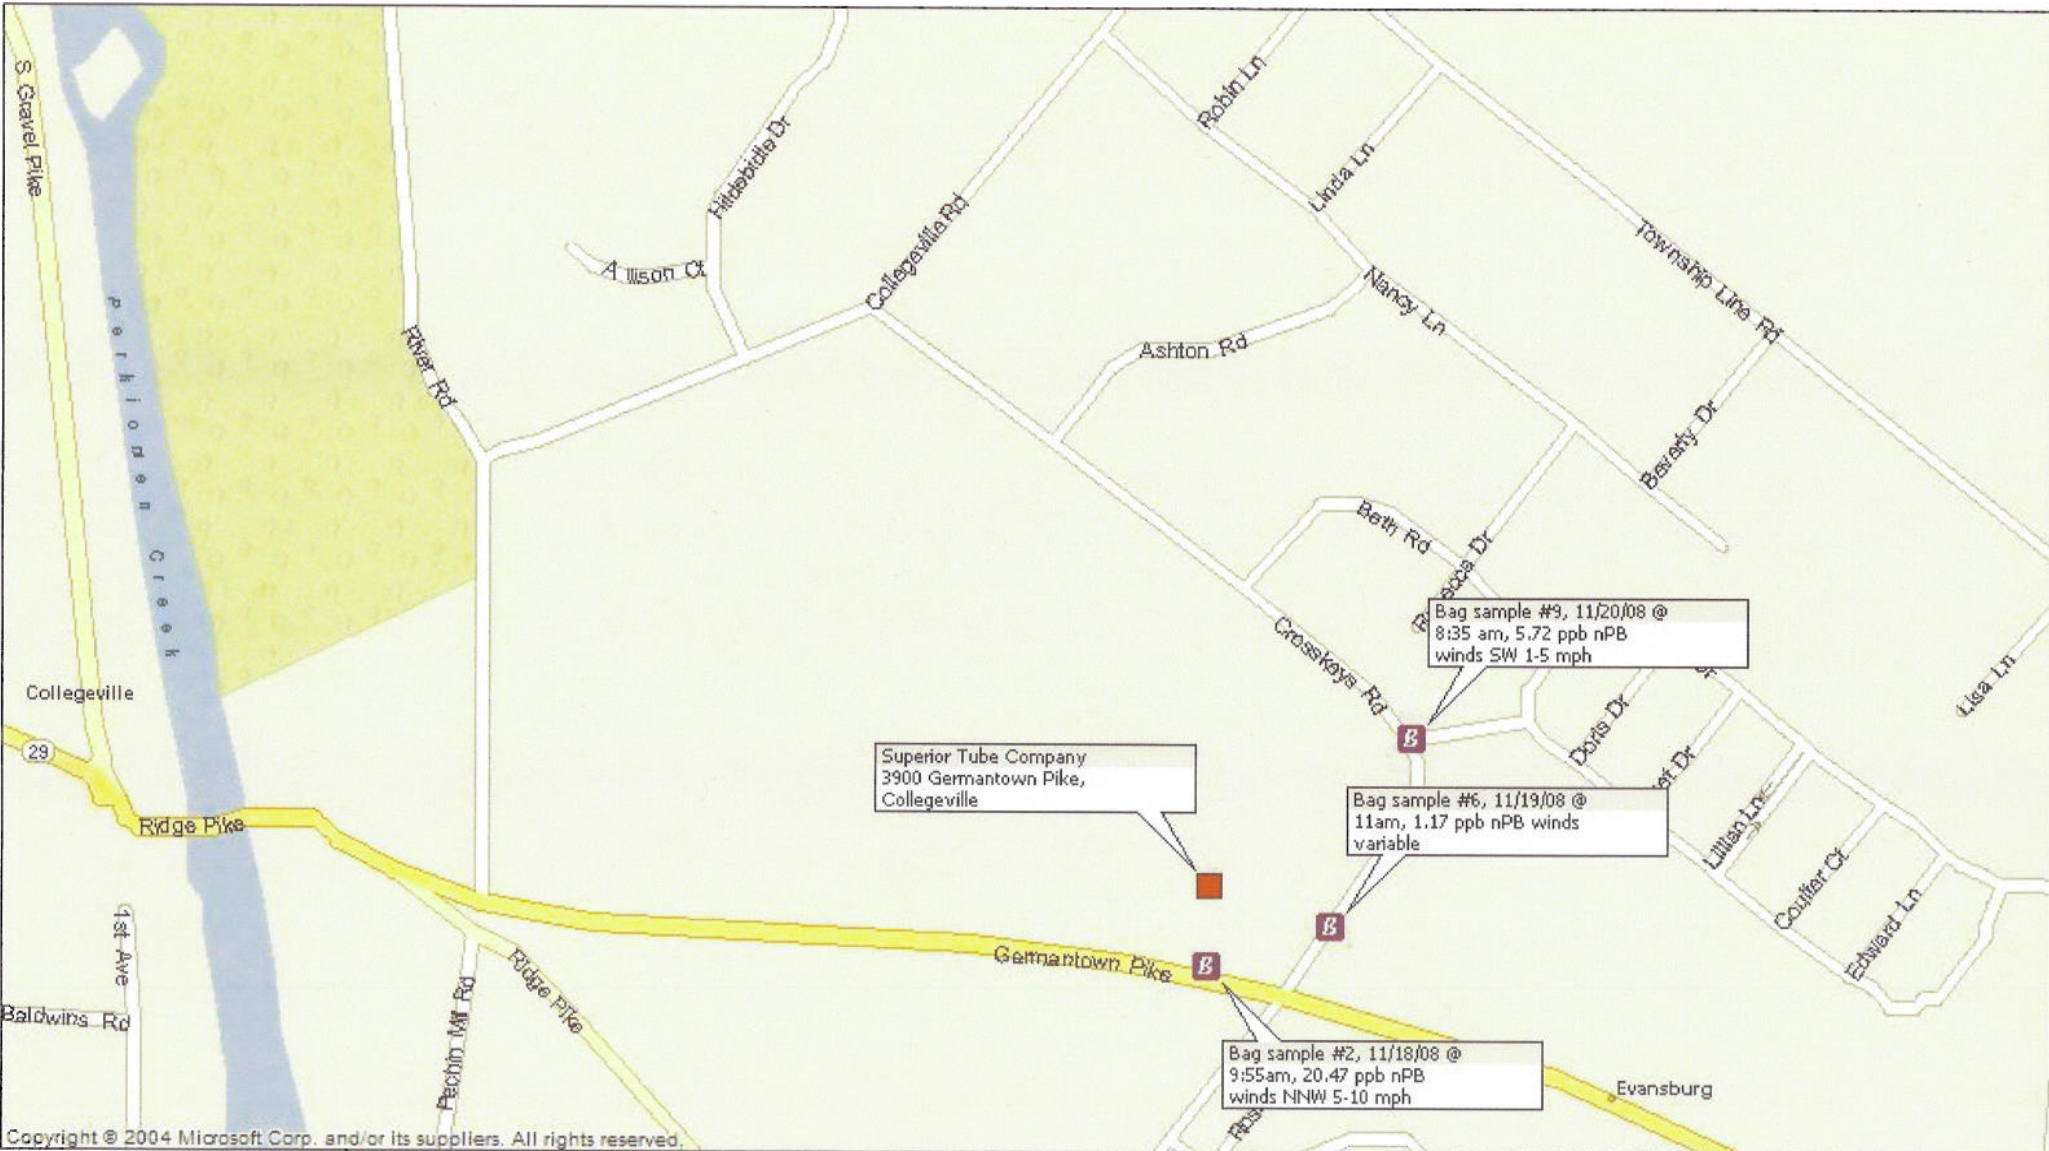 S Gravel Pike
Robin Ln
Hildebidle Dr
Linda Ln
Collegeville Rd
Township Line Rd
Allison Ct
Nancy Ln
Perkiomen Creek
River Rd
Ashton Rd
Beverly Dr
Beth Rd
Bag sample #9, 11/20/08 @
8:35 am, 5.72 ppb nPB
winds SW 1-5 mph
Crosskeys Rd
Dr
Lisa Ln
Collegeville
29
B
Doris Dr
Dr
Superior Tube Company
3900 Germantown Pike,
Collegeville
Bag sample #6, 11/19/08 @
11am, 1.17 ppb nPB winds
variable
Ridge Pike
Lillian Ln
Coulter Ct
Edward Ln
1st Ave
B
Germantown Pike
B
Ridge Pike
Pechin Mill Rd
Baldwins Rd
Bag sample #2, 11/18/08 @
9:55am, 20.47 ppb nPB
winds NNW 5-10 mph
Evansburg
Copyright © 2004 Microsoft Corp. and/or its suppliers. All rights reserved.